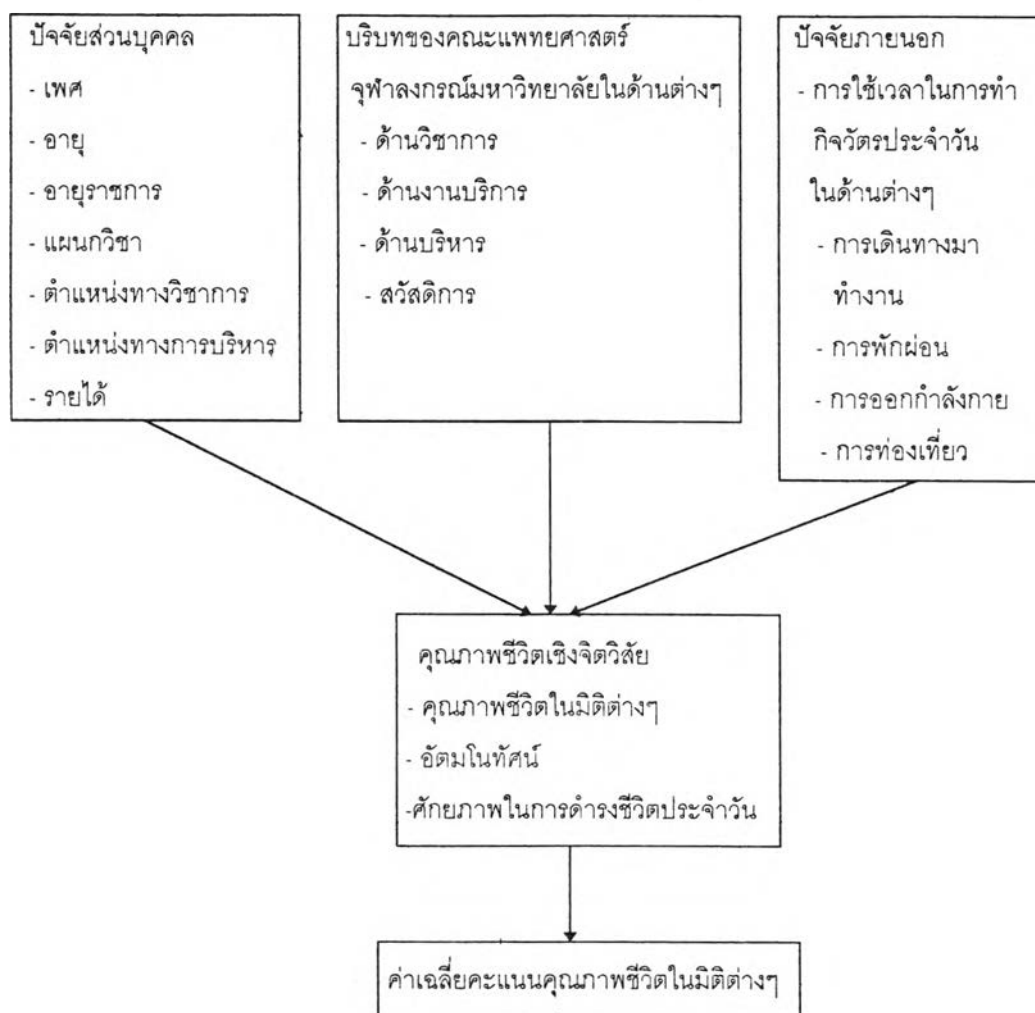 ปัจจัยส่วนบุคคล
- เพศ
- อายุ
- อายุราชการ
- แผนกวิชา
- ตำแหน่งทางวิชาการ
- ตำแหน่งทางการบริหาร
- รายได้
บริบทของคณะแพทยศาสตร์
จุฬาลงกรณ์มหาวิทยาลัยในด้านต่างๆ
- ด้านวิชาการ
- ด้านงานบริการ
- ด้านบริหาร
- สวัสดิการ
ปัจจัยภายนอก
- การใช้เวลาในการทำ
กิจวัตรประจำวัน
ในด้านต่างๆ
- การเดินทางมา
ทำงาน
- การพักผ่อน
- การออกกำลังกาย
- การท่องเที่ยว
คุณภาพชีวิตเชิงจิตวิสัย
- คุณภาพชีวิตในมิติต่างๆ
- อัตมโนทัศน์
-ศักยภาพในการดำรงชีวิตประจำวัน
ค่าเฉลี่ยคะแนนคุณภาพชีวิตในมิติต่างๆ